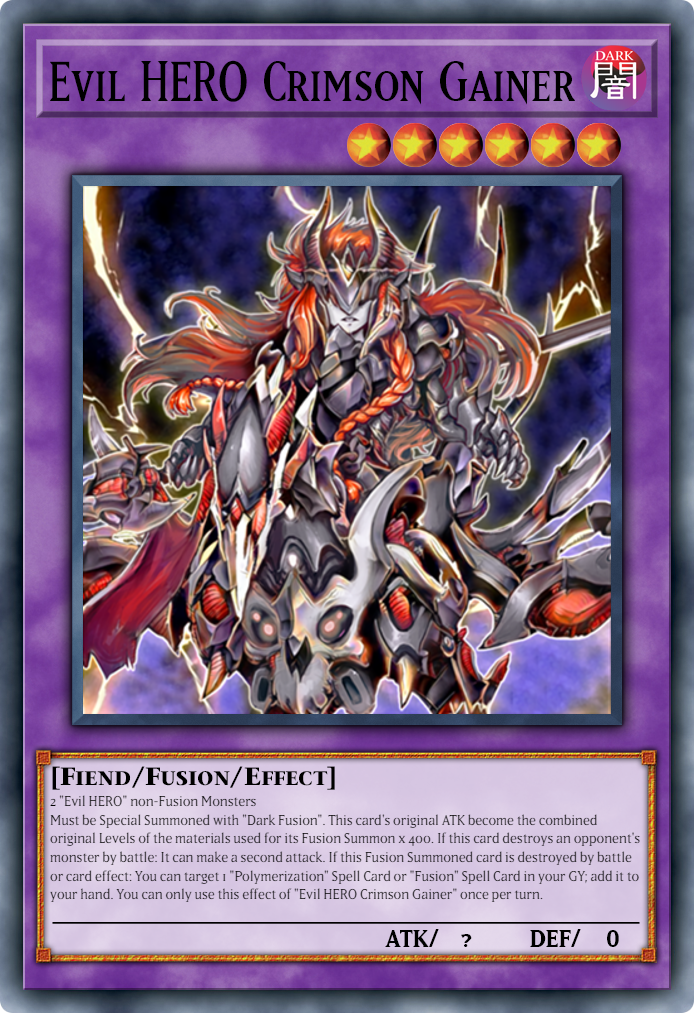 Evil HERO Crimson Gainer
DARK
闇
[Fiend/Fusion/Effect]
2 "Evil HERO" non-Fusion Monsters
Must be Special Summoned with "Dark Fusion". This card's original ATK become the combined
original Levels of the materials used for its Fusion Summon x 400. If this card destroys an opponent's
monster by battle: It can make a second attack. If this Fusion Summoned card is destroyed by battle
or card effect: You can target 1 "Polymerization" Spell Card or "Fusion" Spell Card in your GY; add it to
your hand. You can only use this effect of "Evil HERO Crimson Gainer" once per turn.
ATK/ ? DEF/ 0